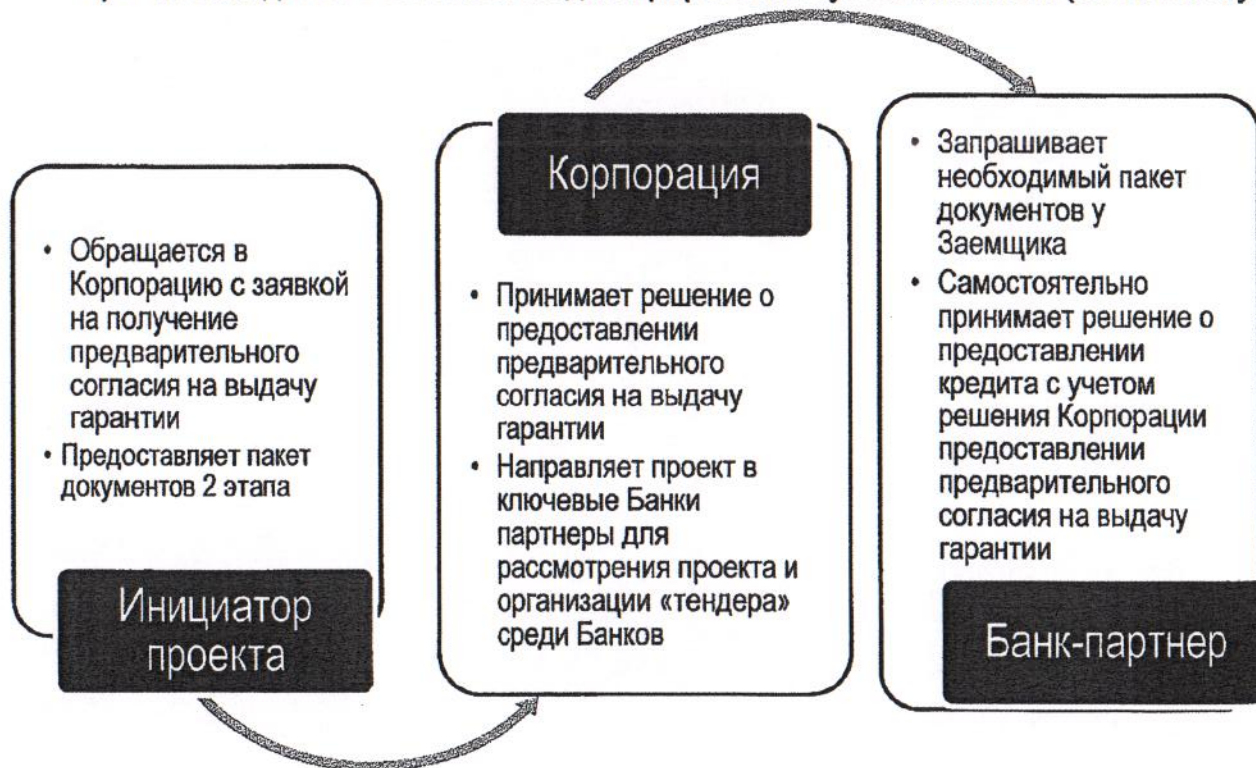 • Обращается в
Корпорацию с заявкой
на получение
предварительного
согласия на выдачу
гарантии
• Предоставляет пакет
документов 2 этапа
Инициатор
проекта
Корпорация
• Принимает решение о
предоставлении
предварительного
согласия на выдачу
гарантии
• Направляет проект в
ключевые Банки
партнеры для
рассмотрения проекта и
организации «тендера»
среди Банков
• Запрашивает
необходимый пакет
документов у
Заемщика
• Самостоятельно
принимает решение о
предоставлении
кредита с учетом
решения Корпорации
предоставлении
предварительного
согласия на выдачу
гарантии
Банк-партнер